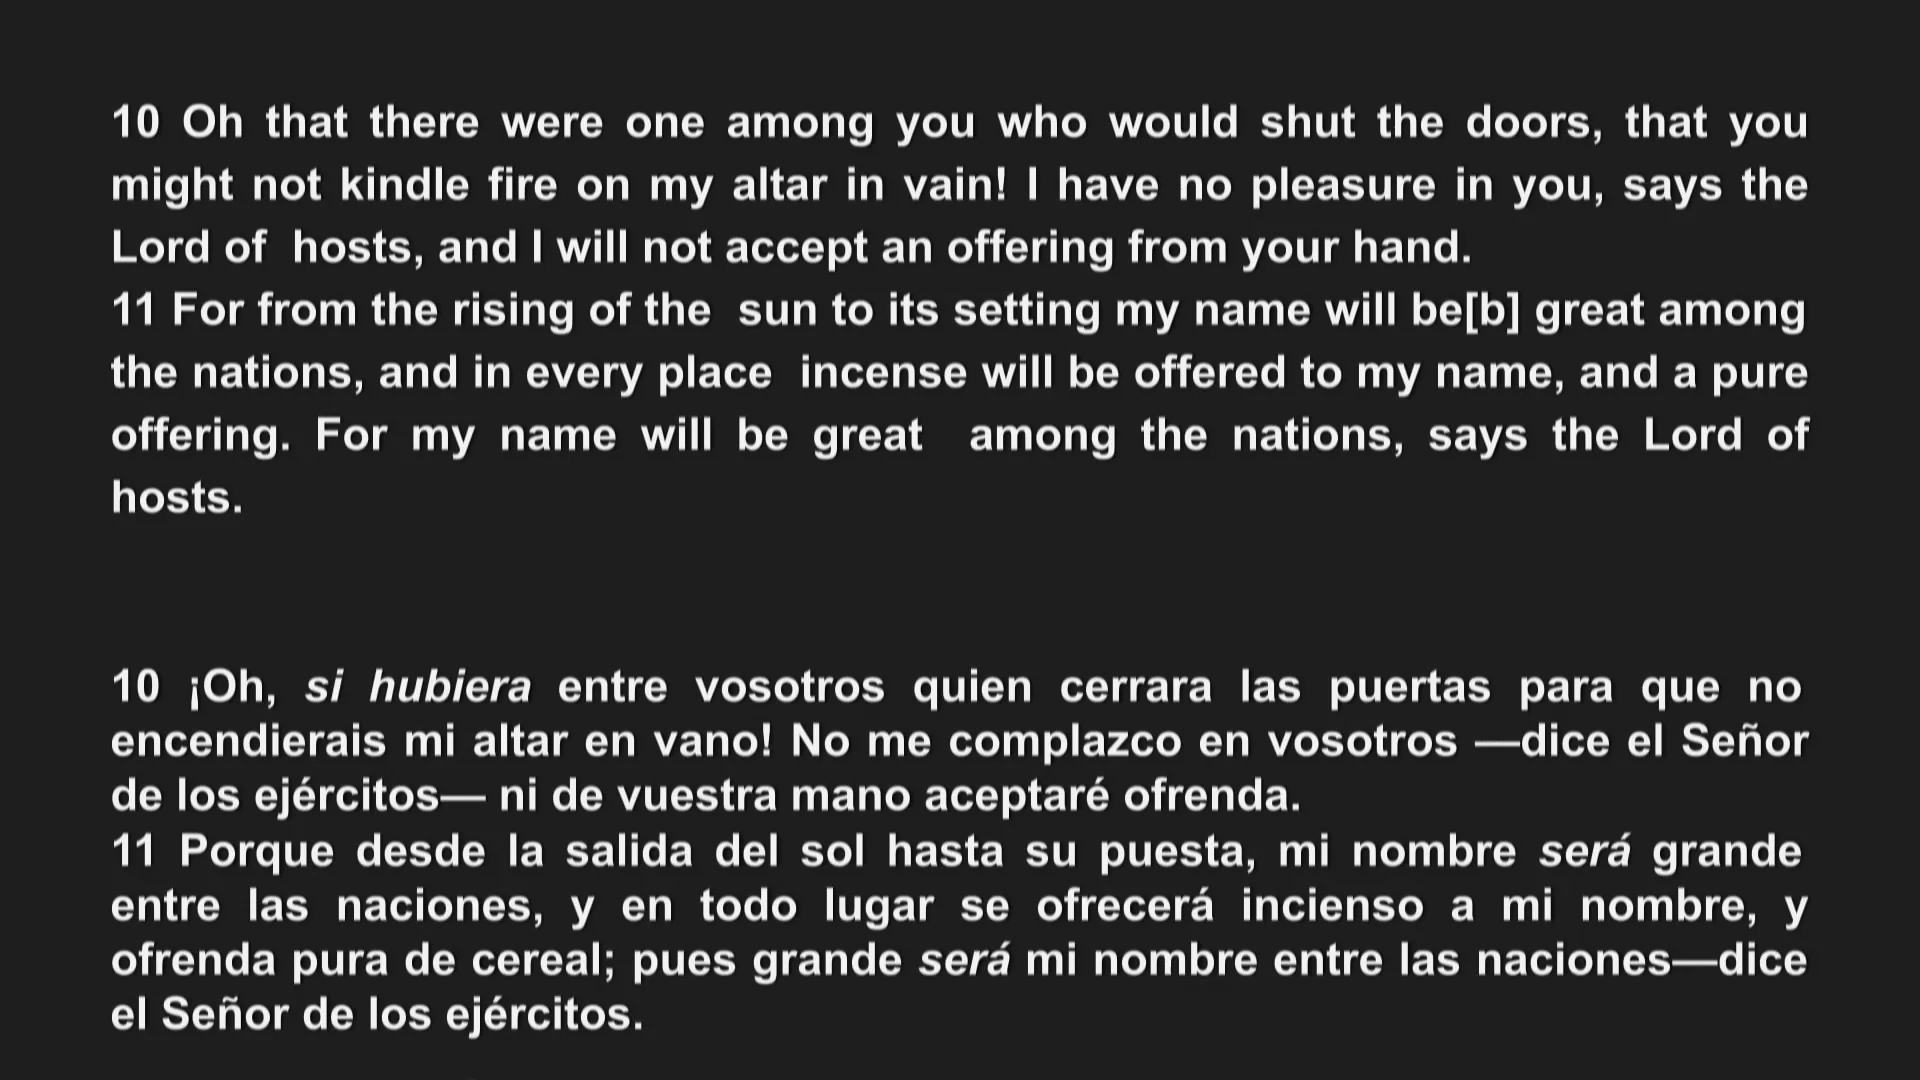 10 Oh that there were one among you who would shut the doors, that you
might not kindle fire on my altar in vain! I have no pleasure in you, says the
Lord of hosts, and I will not accept an offering from your hand.
11 For from the rising of the sun to its setting my name will be[b] great among
the nations, and in every place incense will be offered to my name, and a pure
offering. For my name will be great among the nations, says the Lord of
hosts.
10 ¡Oh, si hubiera entre vosotros quien cerrara las puertas para que no
encendierais mi altar en vano! No me complazco en vosotros —dice el Señor
de los ejércitos— ni de vuestra mano aceptaré ofrenda.
11 Porque desde la salida del sol hasta su puesta, mi nombre será grande
entre las naciones, y en todo lugar se ofrecerá incienso a mi nombre, y
ofrenda pura de cereal; pues grande será mi nombre entre las naciones—dice
el Señor de los ejércitos.